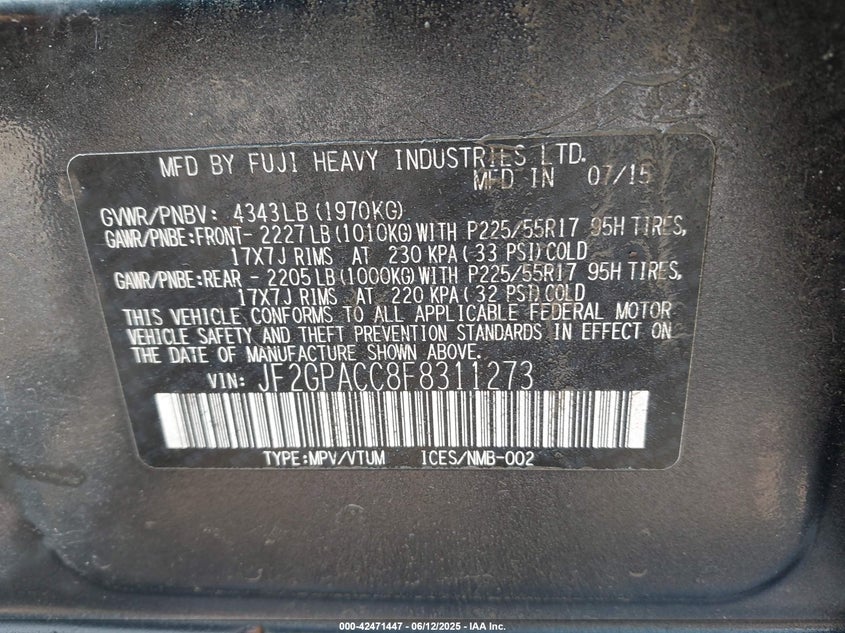 MFD BY FUJI HEAVY INDUSTRIES LTD.
MFD IN 07/15
GVWR/PNBV: 4343LB (1970KG)
GAWR/PNBE:FRONT- 2227LB (1010KG) WITH P225/55R17 95H TIRES,
17X7J RIMS AT 230 KPA( 33 PSI) COLD
GAWR/PNBE:REAR - 2205LB (1000KG) WITH P225/55R17 95H TIRES,
17X7J RIMS AT 220 KPA( 32 PSI) COLD
THIS VEHICLE CONFORMS TO ALL APPLICABLE FEDERAL MOTOR
VEHICLE SAFETY AND THEFT PREVENTION STANDARDS IN EFFECT ON
THE DATE OF MANUFACTURE SHOWN ABOVE.
VIN: JF2GPACC8F8311273
TYPE:MPV/VTUM ICES/NMB-002
000-42471447 - 06/12/2025 - IAA Inc.